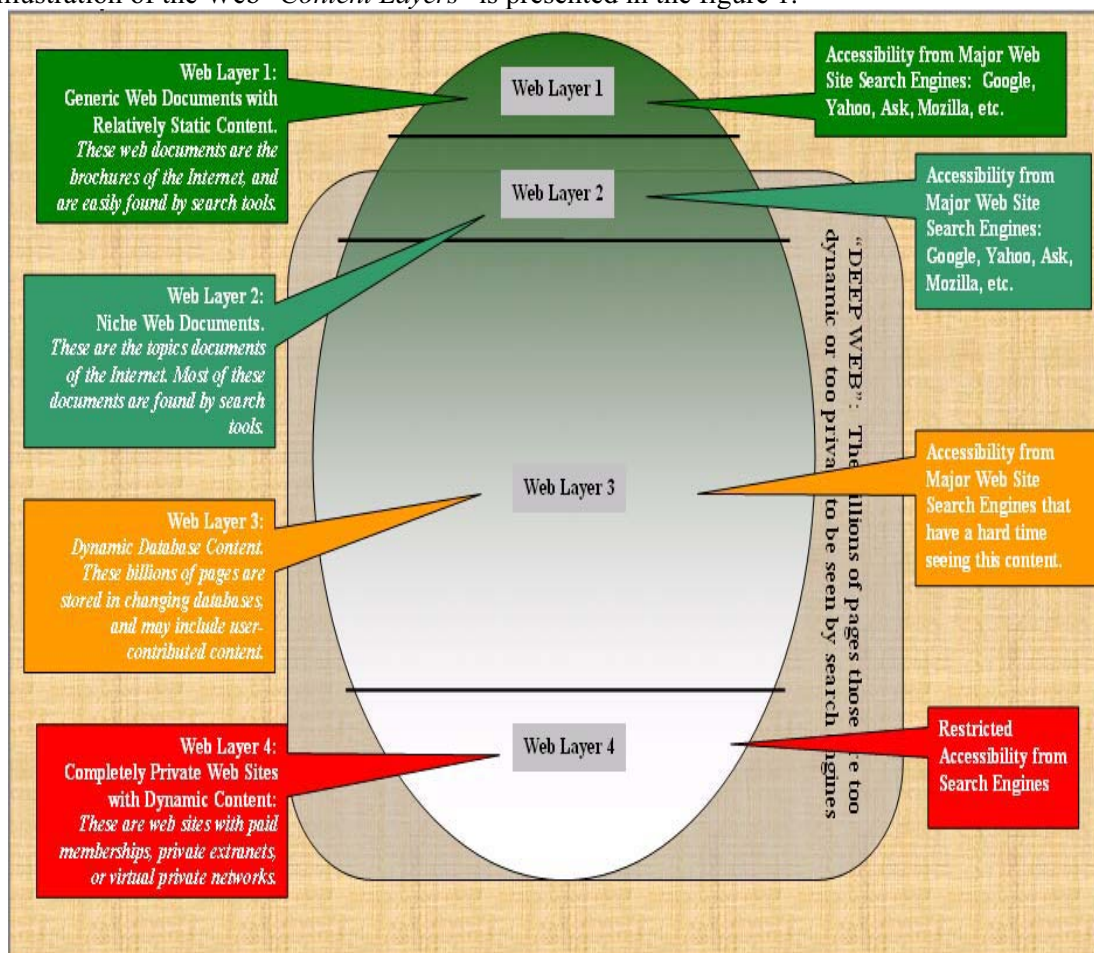 illustration of the Web "Content Layers" is presented in the figure 1.
Web Layer 1:
Generic Web Documents with
Relatively Static Content.
These web documents are the
brochures of the Internet, and
are easily found by search tools.
Web Layer 1
Accessibility from Major Web
Site Search Engines: Google,
Yahoo, Ask, Mozilla, etc.
Web Layer 2:
Niche Web Documents.
These are the topics documents
of the Internet. Most of these
documents are found by search
tools.
Web Layer 2
Accessibility from
Major Web Site
Search Engines:
Google, Yahoo, Ask,
Mozilla, etc.
"DEEP WEB": The billions of pages those are too
dynamic or too private to be seen by search engines
Web Layer 3:
Dynamic Database Content.
These billions of pages are
stored in changing databases,
and may include user-
contributed content.
Web Layer 3
Accessibility from
Major Web Site
Search Engines that
have a hard time
seeing this content.
Web Layer 4:
Completely Private Web Sites
with Dynamic Content:
These are web sites with paid
memberships, private extranets,
or virtual private networks.
Web Layer 4
Restricted
Accessibility from
Search Engines